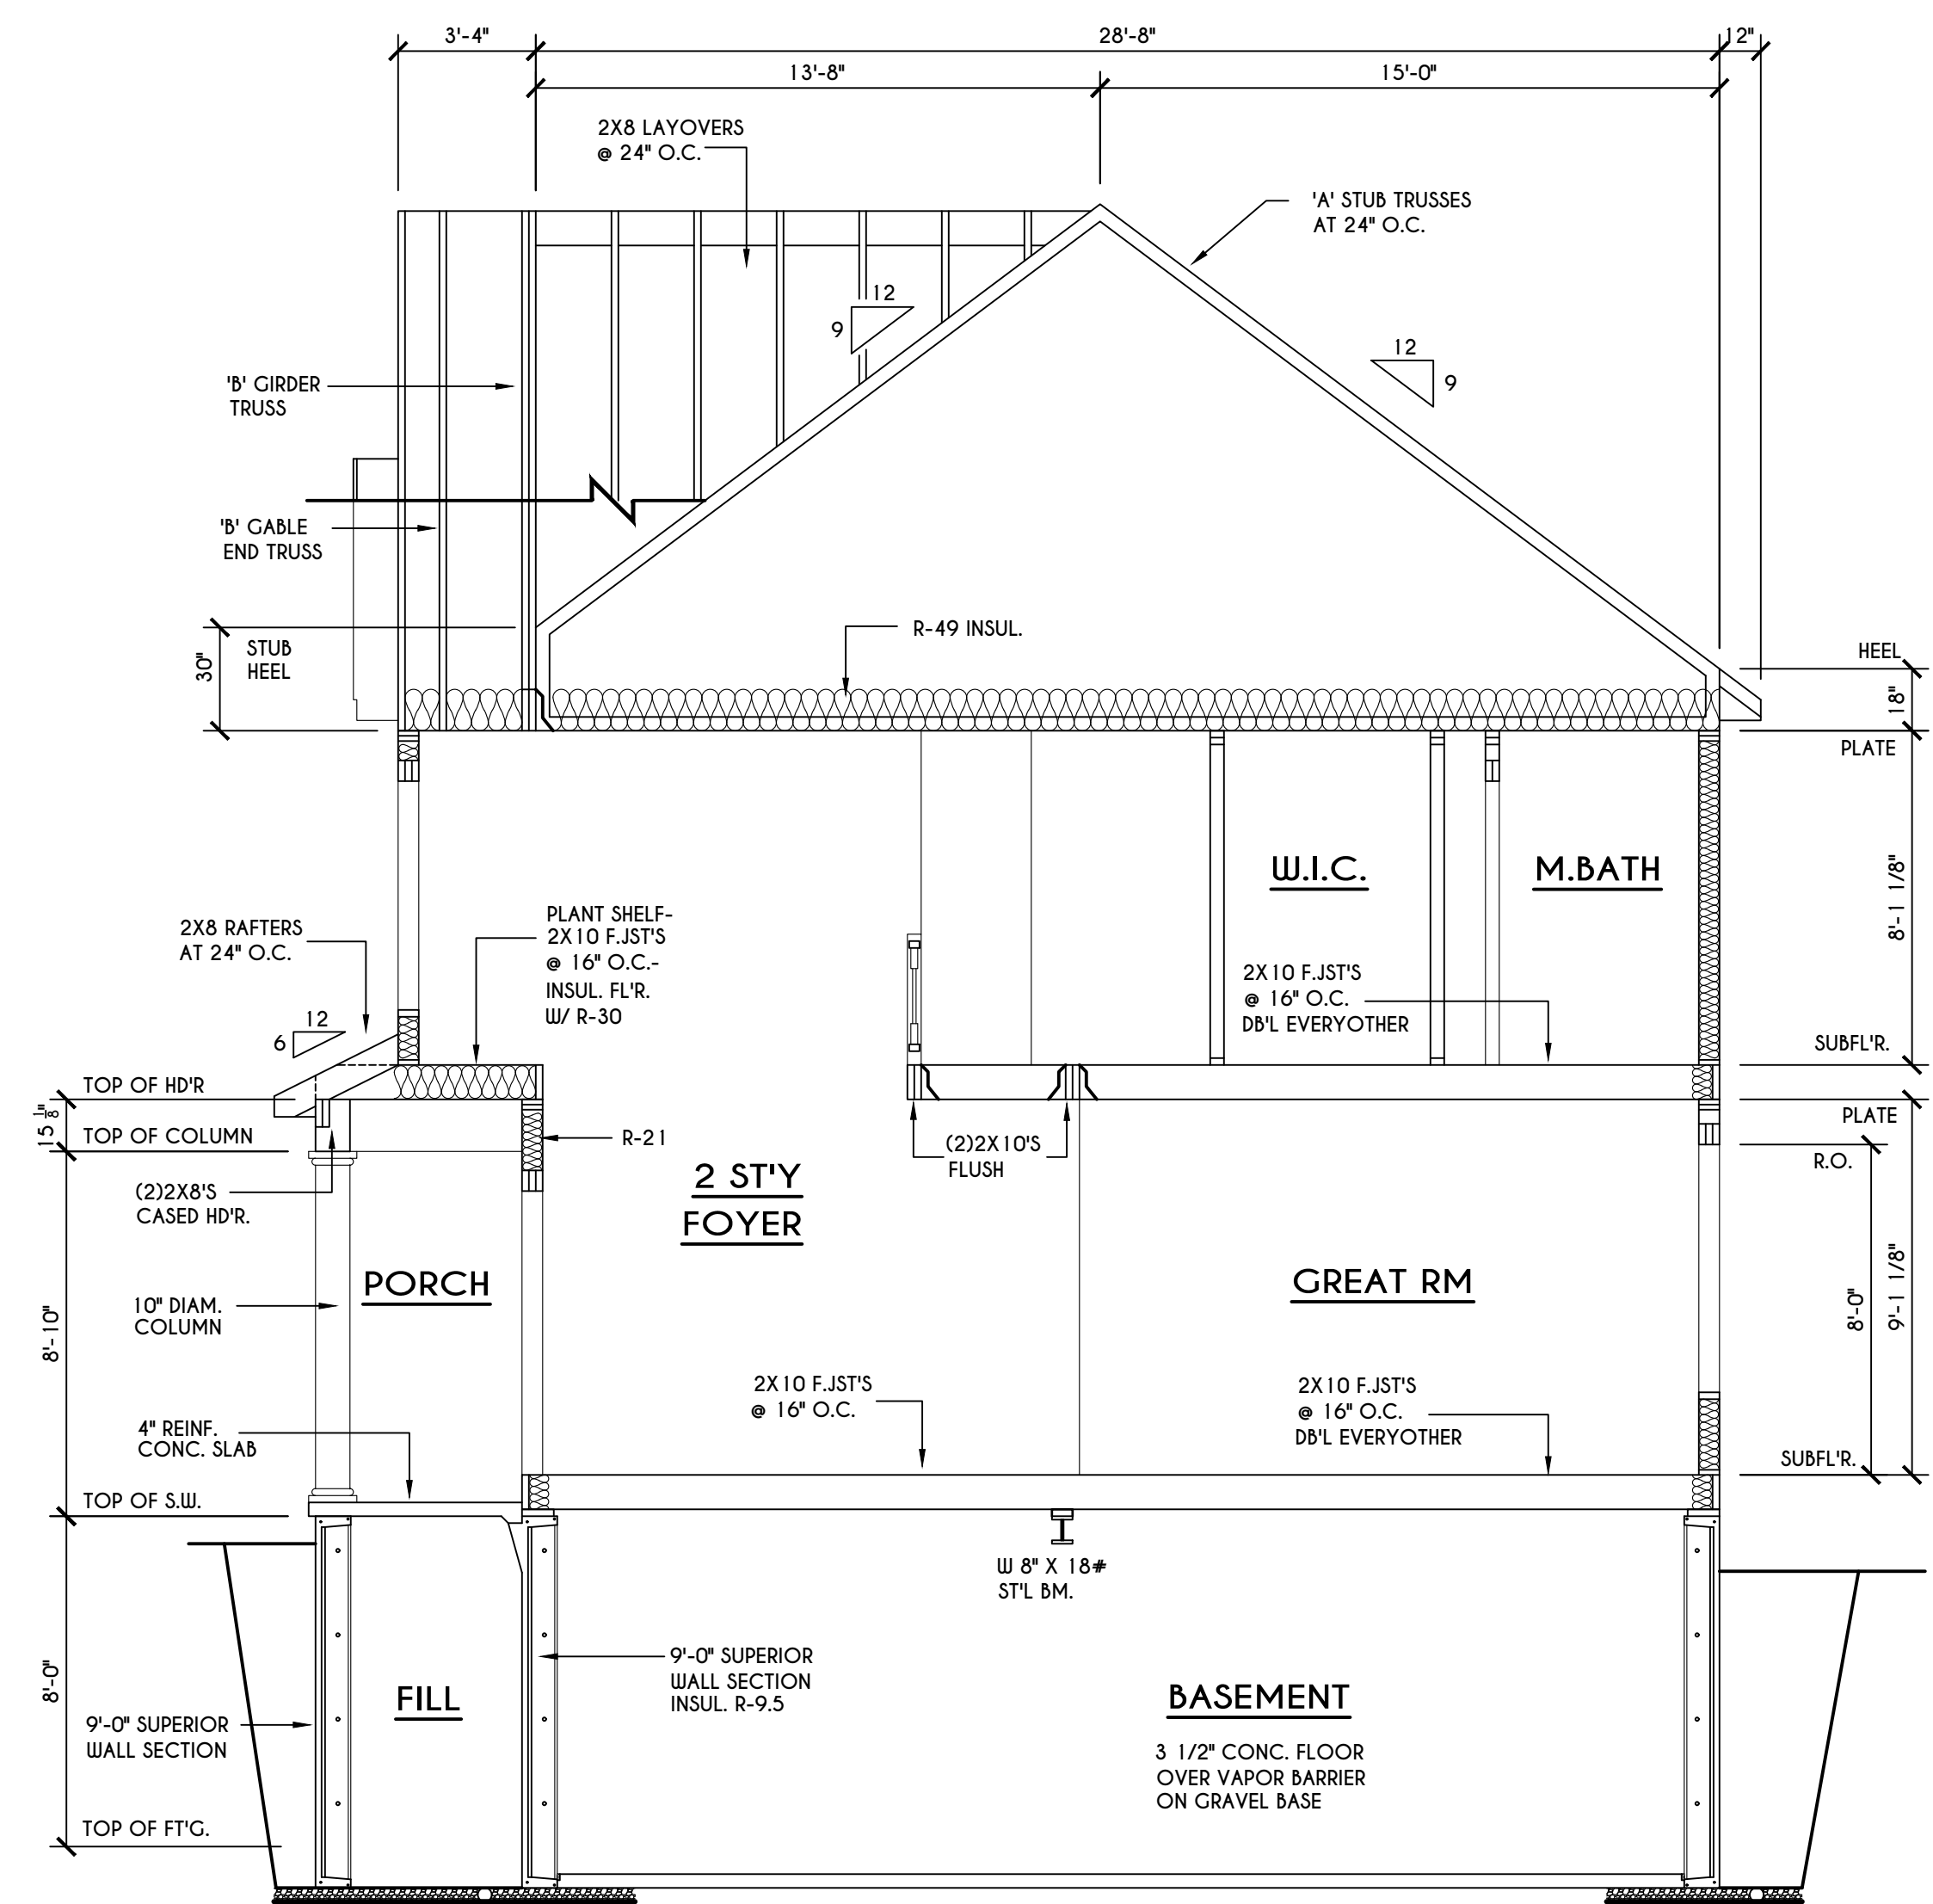 3'-4"
28'-8"
12"
13'-8"
15'-0"
2X8 LAYOVERS
@ 24" O.C.
'A' STUB TRUSSES
AT 24" O.C.
12
9
12
9
'B' GIRDER
TRUSS
'B' GABLE
END TRUSS
30"
STUB
HEEL
R-49 INSUL.
HEEL
18"
PLATE
W.I.C.
M.BATH
8'-1 1/8"
2X8 RAFTERS
AT 24" O.C.
PLANT SHELF-
2X10 F.JST'S
@ 16" O.C.-
INSUL. FL'R.
W/ R-30
2X10 F.JST'S
@ 16" O.C.
DB'L EVERYOTHER
12
6
SUBFL'R.
TOP OF HD'R
15 1/8"
TOP OF COLUMN
R-21
(2)2X10'S
FLUSH
PLATE
R.O.
(2)2X8'S
CASED HD'R.
2 ST'Y
FOYER
PORCH
GREAT RM
10" DIAM.
COLUMN
8'-10"
8'-0"
9'-1 1/8"
2X10 F.JST'S
@ 16" O.C.
2X10 F.JST'S
@ 16" O.C.
DB'L EVERYOTHER
4" REINF.
CONC. SLAB
SUBFL'R.
TOP OF S.W.
W 8" X 18#
ST'L BM.
8'-0"
9'-0" SUPERIOR
WALL SECTION
INSUL. R-9.5
FILL
BASEMENT
9'-0" SUPERIOR
WALL SECTION
3 1/2" CONC. FLOOR
OVER VAPOR BARRIER
ON GRAVEL BASE
TOP OF FT'G.